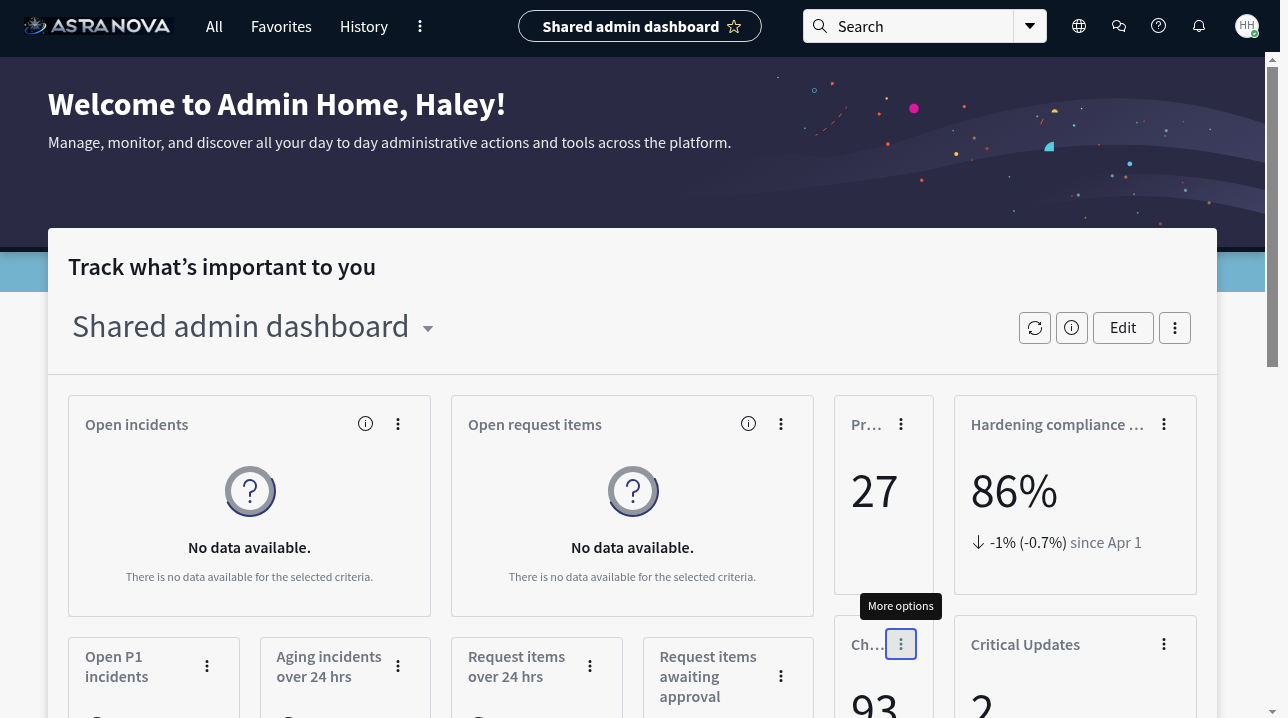 ASTRANOVA
All
Favorites
History
Shared admin dashboard
Search
HH
Welcome to Admin Home, Haley!
Manage, monitor, and discover all your day to day administrative actions and tools across the platform.
Track what's important to you
Shared admin dashboard
Edit
Open incidents
No data available.
There is no data available for the selected criteria.
Open request items
No data available.
There is no data available for the selected criteria.
Pr...
27
Hardening compliance ...
86%
-1% (-0.7%) since Apr 1
More options
Open P1
incidents
Aging incidents
over 24 hrs
Request items
over 24 hrs
Request items
awaiting
approval
Ch...
93
Critical Updates
2